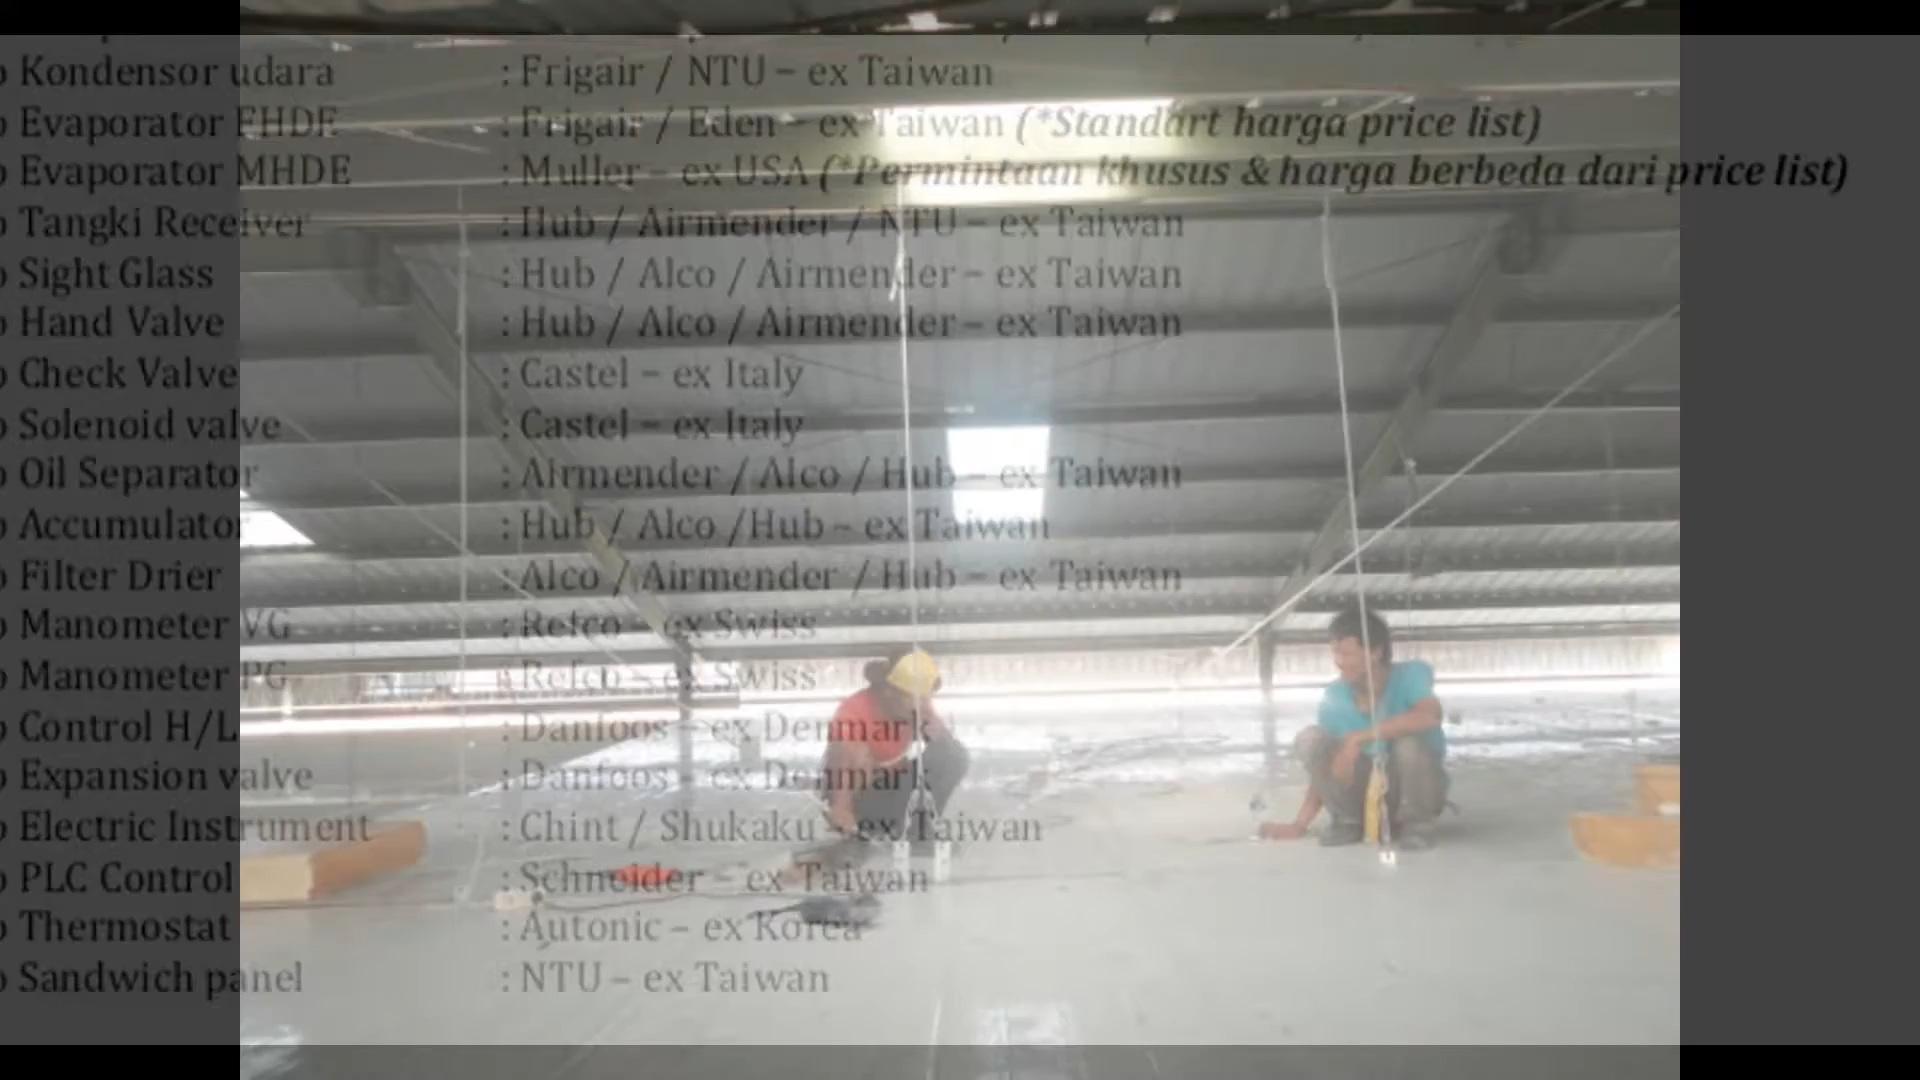 Kondensor udara : Frigair / NTU – ex Taiwan
Evaporator EHDE : Frigair / Eden – ex Taiwan (*Standart harga price list)
Evaporator MHDE : Muller – ex USA (*Permintaan khusus & harga berbeda dari price list)
Tangki Receiver : Hub / Airmender / NTU – ex Taiwan
Sight Glass : Hub / Alco / Airmender – ex Taiwan
Hand Valve : Hub / Alco / Airmender – ex Taiwan
Check Valve : Castel – ex Italy
Solenoid valve : Castel – ex Italy
Oil Separator : Airmender / Alco / Hub – ex Taiwan
Accumulator : Hub / Alco /Hub – ex Taiwan
Filter Drier : Alco / Airmender / Hub – ex Taiwan
Manometer VG : Refco – ex Swiss
Manometer PG : Refco – ex Swiss
Control H/L : Danfoos – ex Denmark
Expansion valve : Danfoos – ex Denmark
Electric Instrument : Chint / Shukaku – ex Taiwan
PLC Control : Schneider – ex Taiwan
Thermostat : Autonic – ex Korea
Sandwich panel : NTU – ex Taiwan